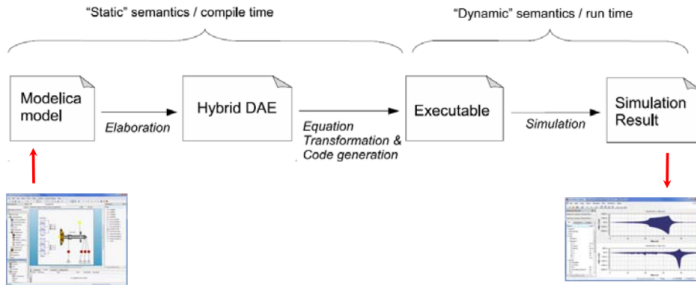 “Static” semantics / compile time
“Dynamic” semantics / run time
Modelica
model
Elaboration
Hybrid DAE
Equation
Transformation &
Code generation
Executable
Simulation
Simulation
Result